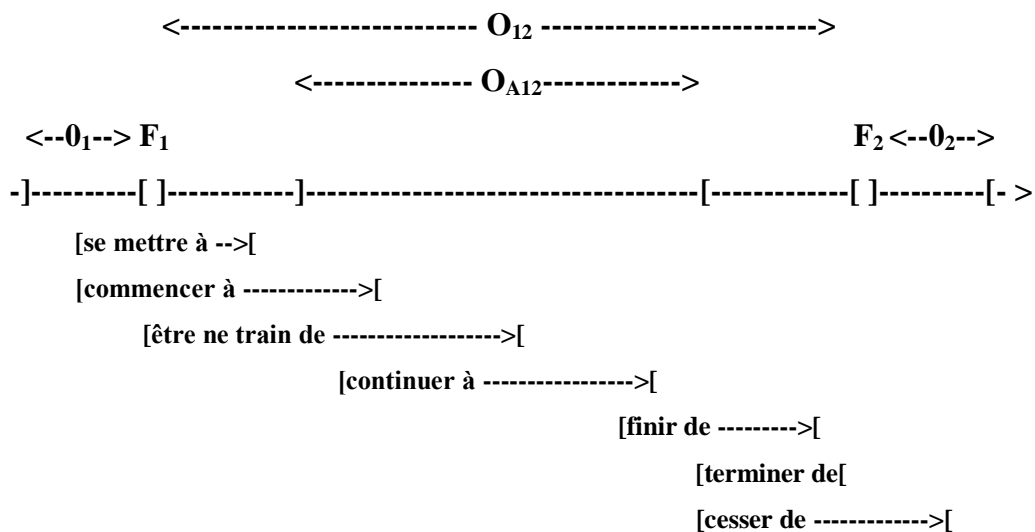 <---------------------------- O₁₂ ------------------------->
<--------------- O_A12-------------->
<--0₁--> F₁ F₂ <--0₂-->
-]----------[ ]------------]-------------------------------------[-------------[ ]----------[- >
[se mettre à -->[
[commencer à ------------->[
[être ne train de ------------------->[
[continuer à ----------------->[
[finir de --------->[
[terminer de[
[cesser de ------------->[